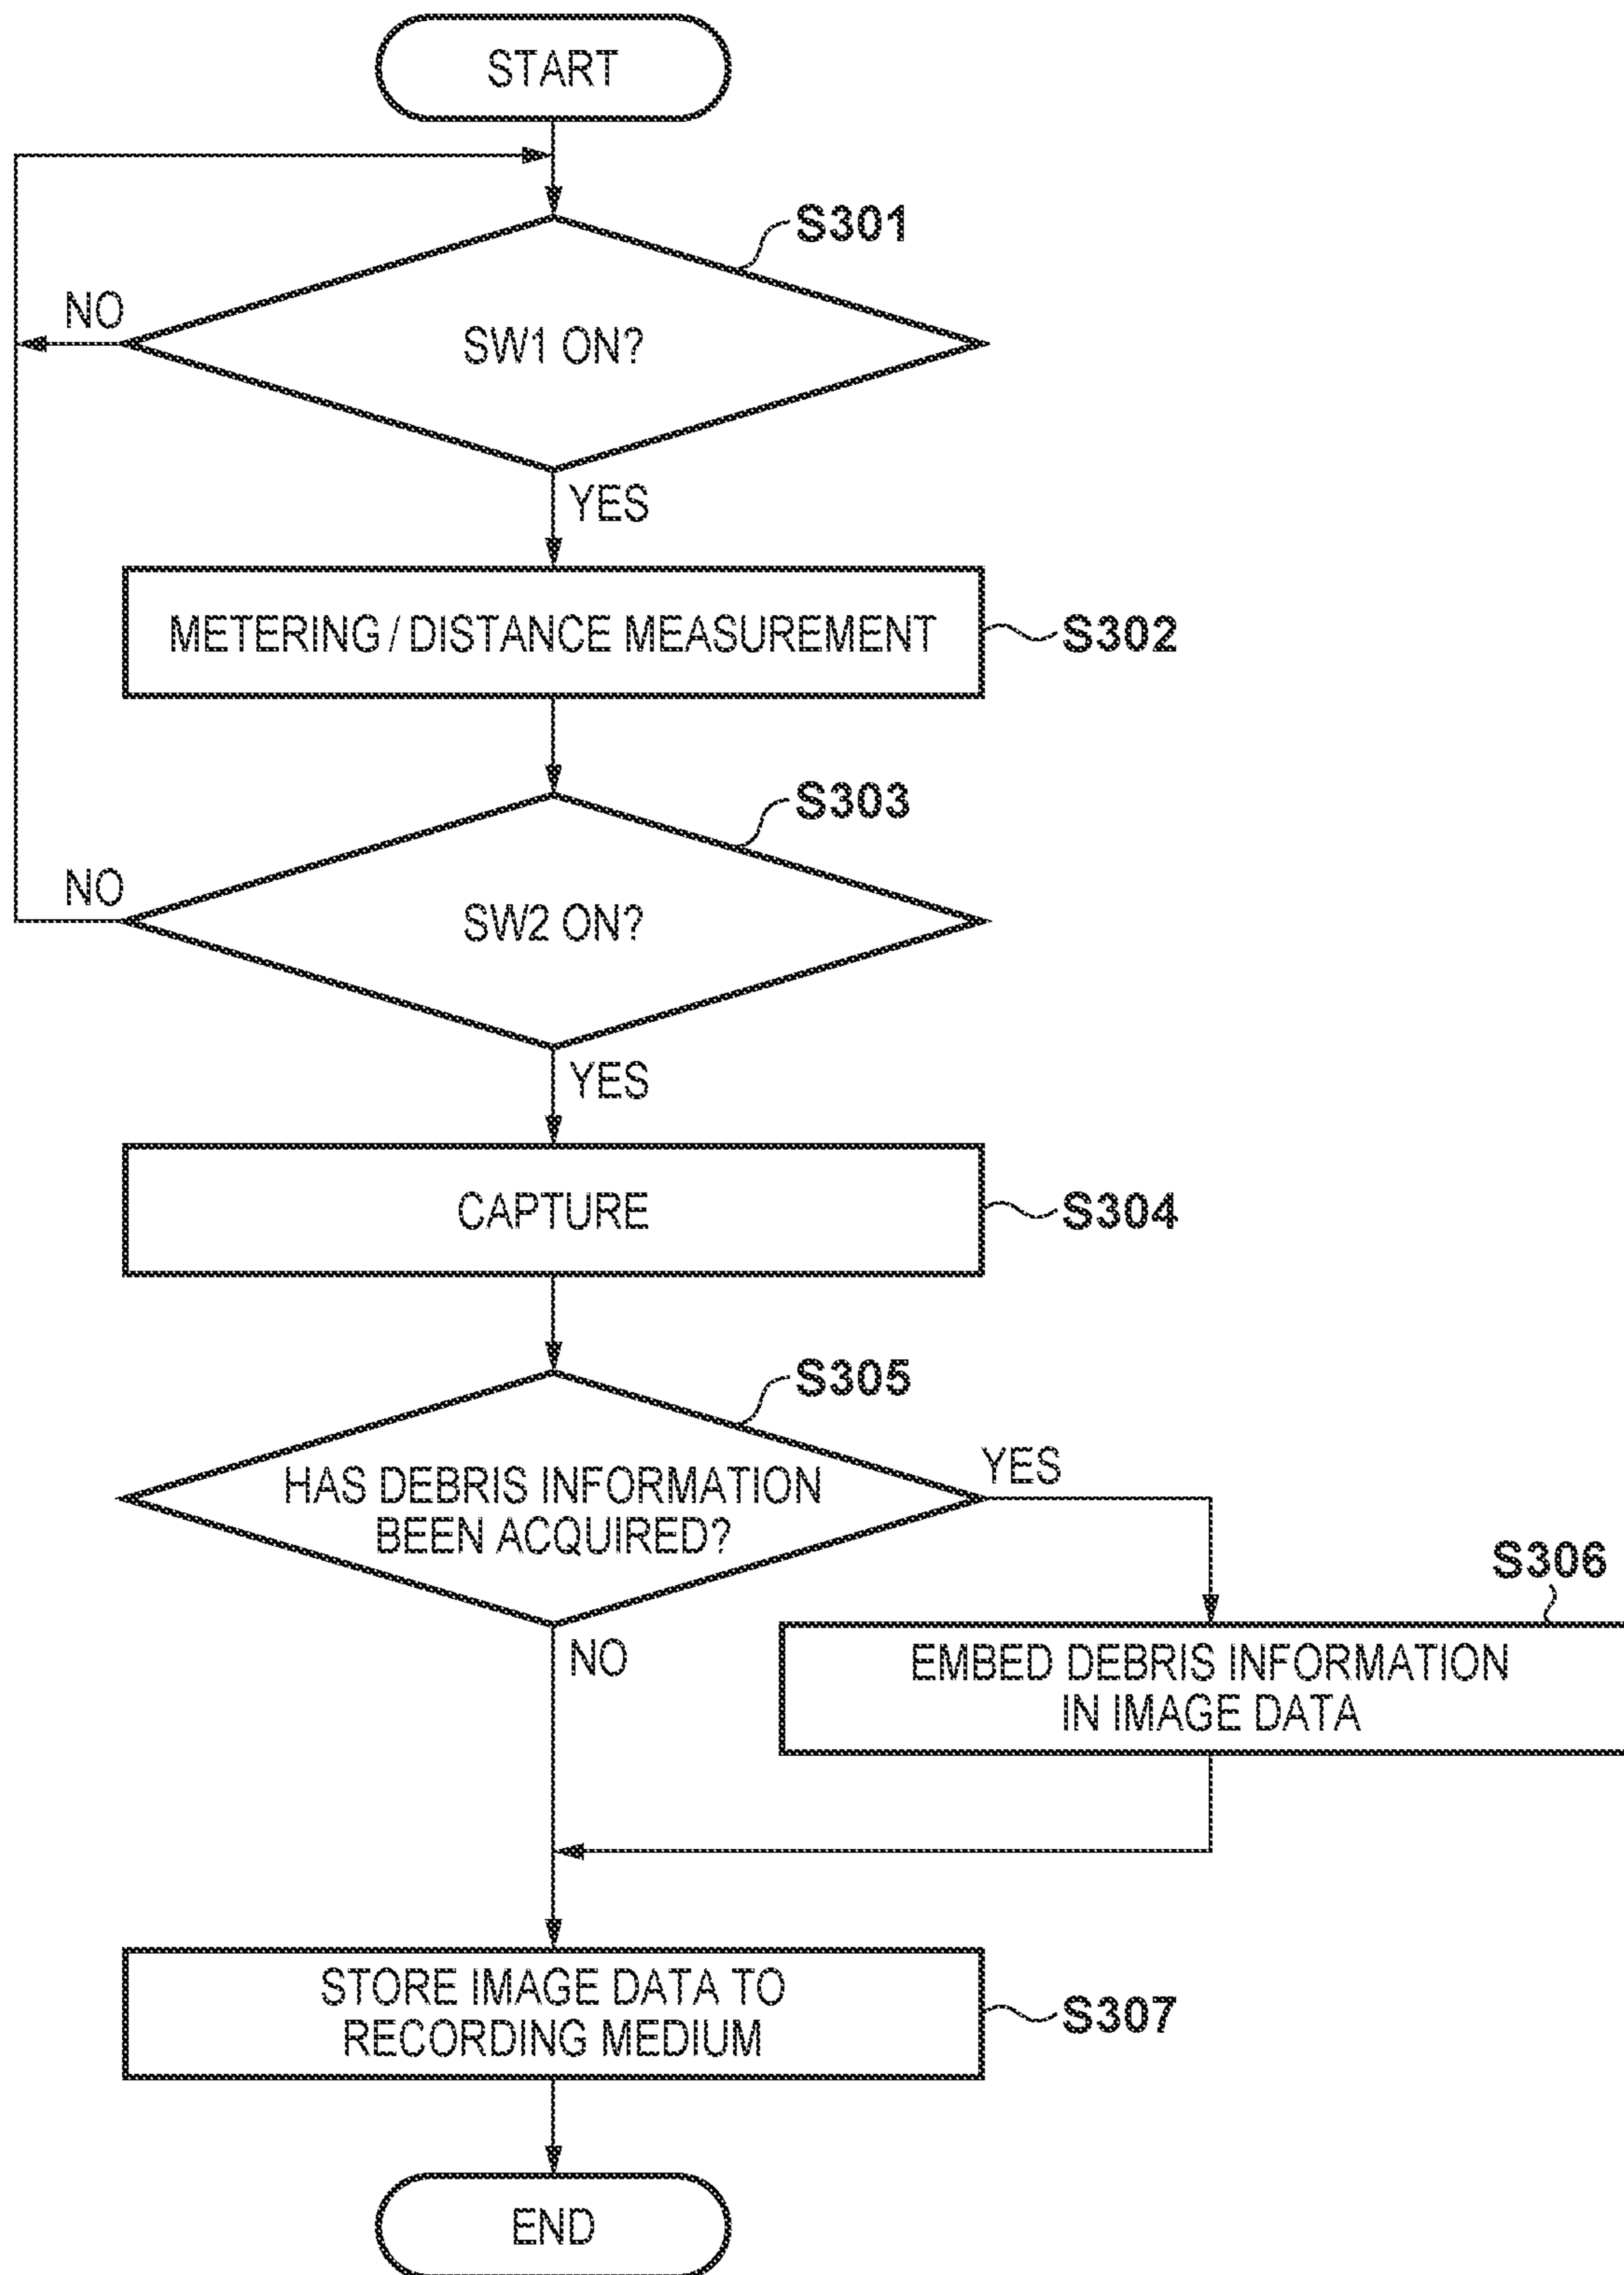 START
S301
NO
SW1 ON?
YES
METERING / DISTANCE MEASUREMENT
S302
S303
NO
SW2 ON?
YES
CAPTURE
S304
S305
HAS DEBRIS INFORMATION
BEEN ACQUIRED?
YES
S306
NO
EMBED DEBRIS INFORMATION
IN IMAGE DATA
STORE IMAGE DATA TO
RECORDING MEDIUM
S307
END